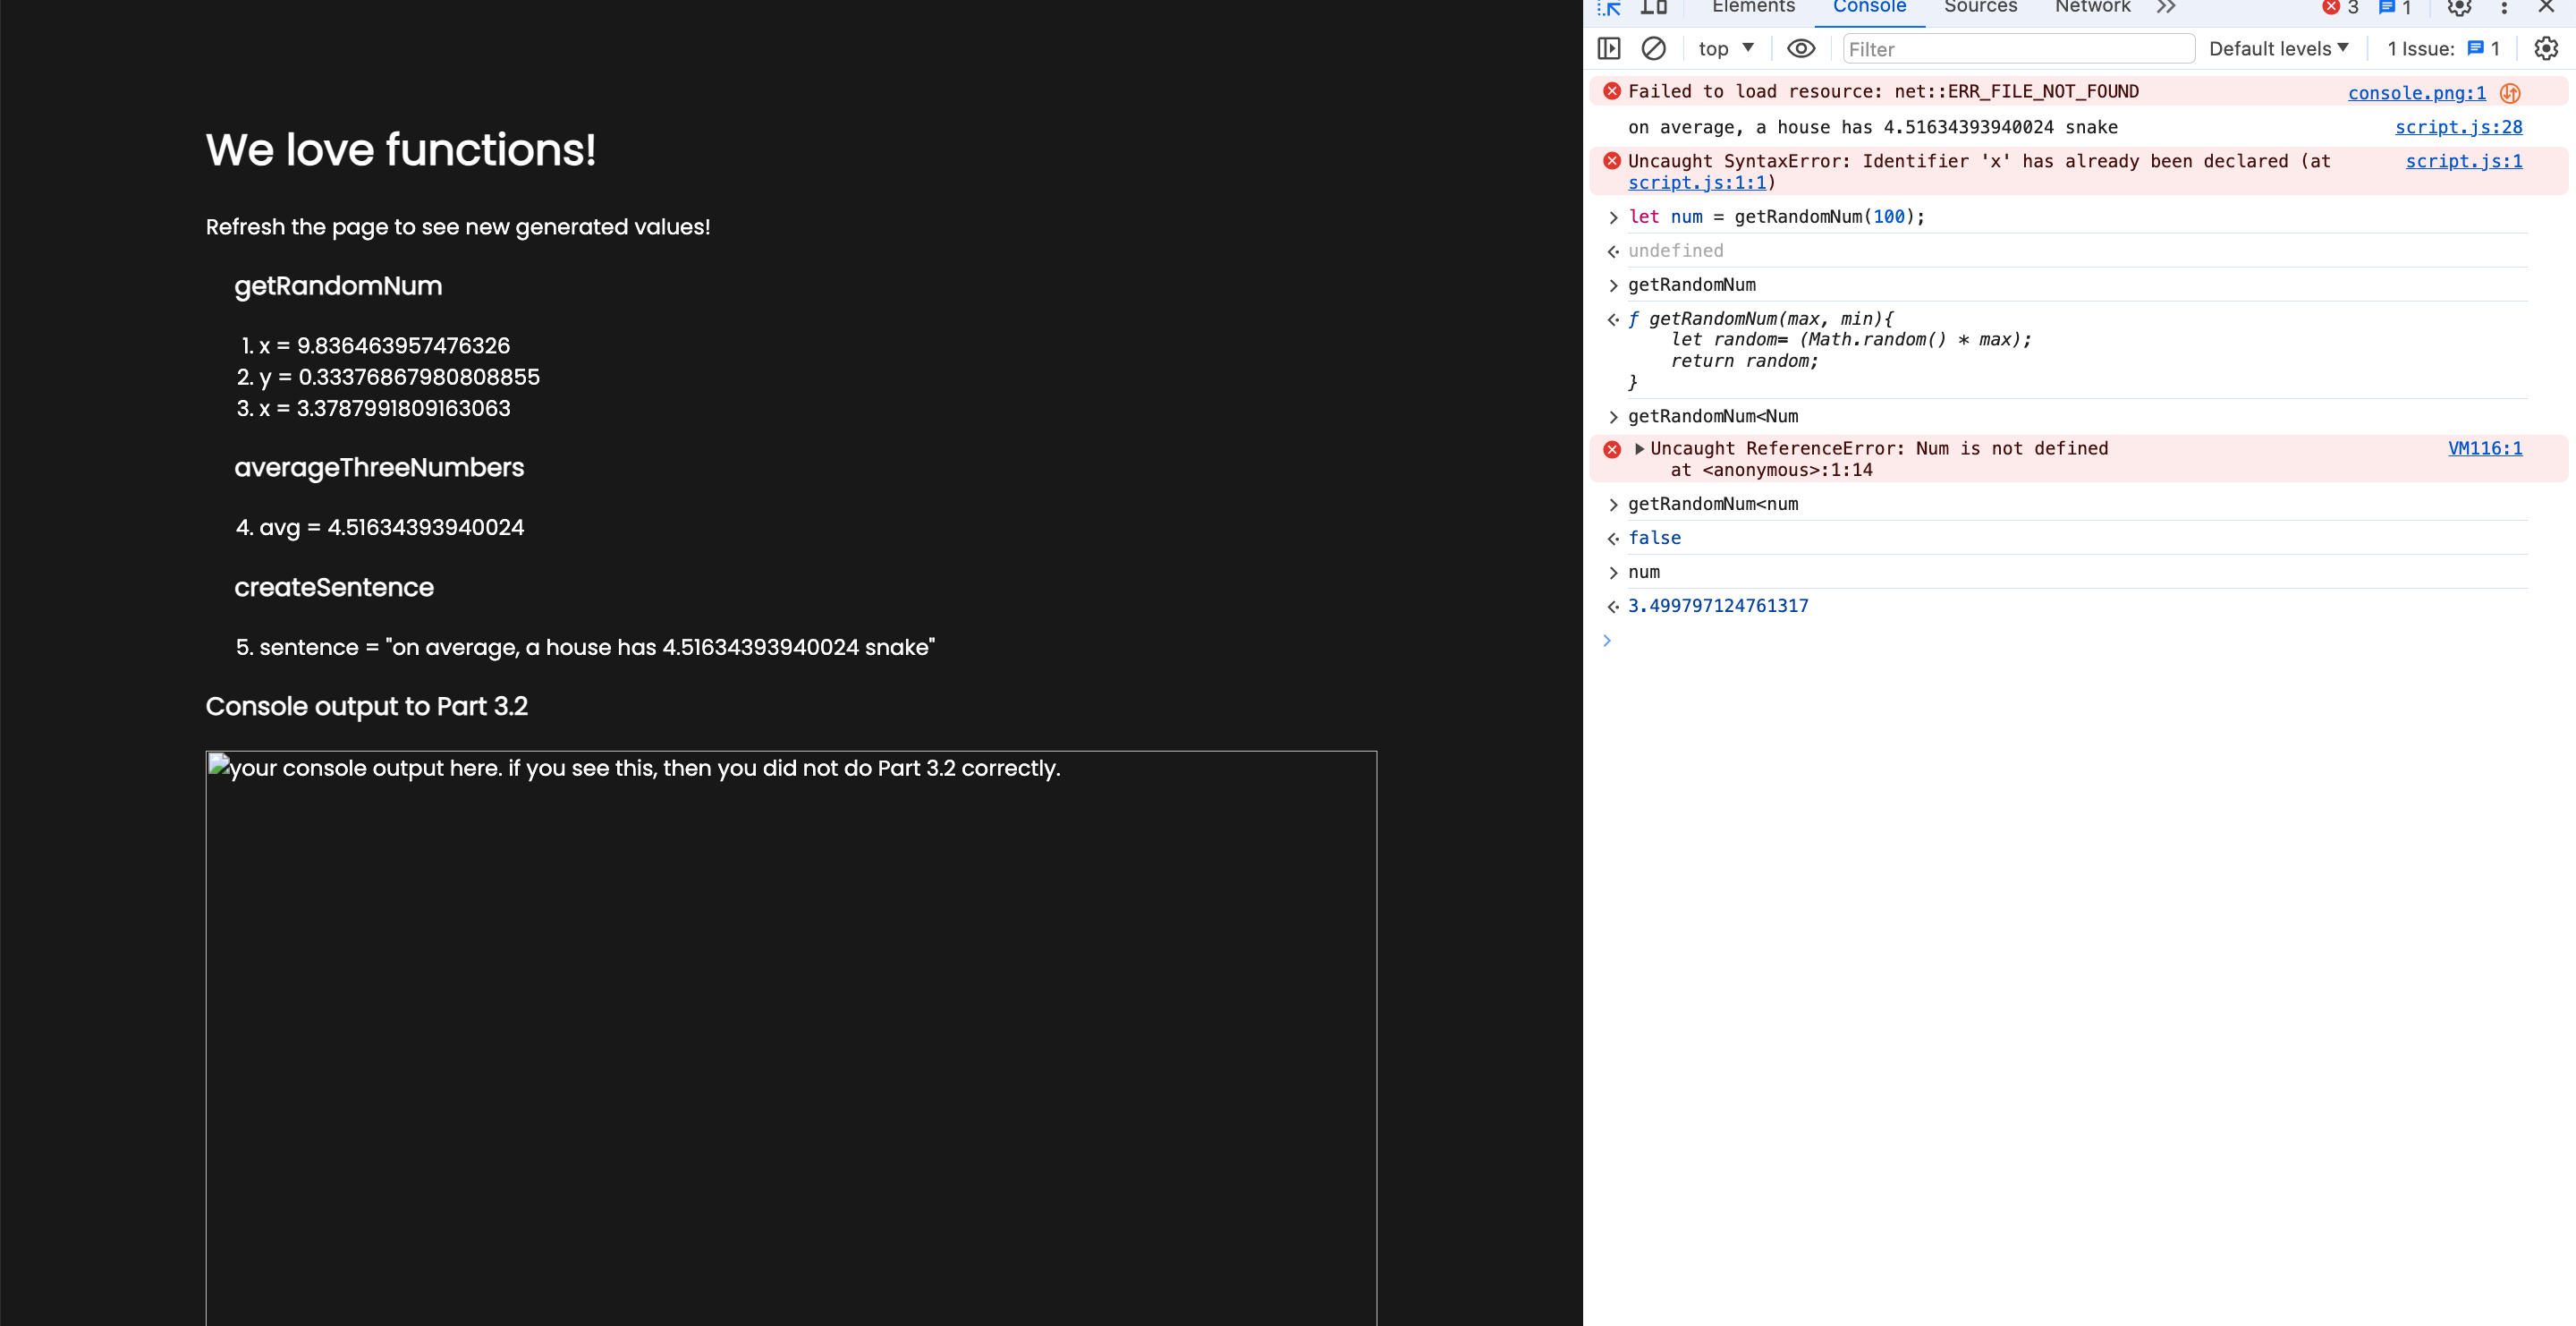 We love functions!
Refresh the page to see new generated values!
getRandomNum
1. x = 9.836463957476326
2. y = 0.33376867980808855
3. x = 3.3787991809163063
averageThreeNumbers
4. avg = 4.51634393940024
createSentence
5. sentence = "on average, a house has 4.51634393940024 snake"
Console output to Part 3.2
your console output here. if you see this, then you did not do Part 3.2 correctly.
Elements Console Sources Network 3 1
top Filter Default levels 1 Issue: 1
Failed to load resource: net::ERR_FILE_NOT_FOUND console.png:1
on average, a house has 4.51634393940024 snake script.js:28
Uncaught SyntaxError: Identifier 'x' has already been declared (at script.js:1
script.js:1:1)
let num = getRandomNum(100);
undefined
getRandomNum
ƒ getRandomNum(max, min){
let random= (Math.random() * max);
return random;
}
getRandomNum<Num
Uncaught ReferenceError: Num is not defined VM116:1
at <anonymous>:1:14
getRandomNum<num
false
num
3.499797124761317